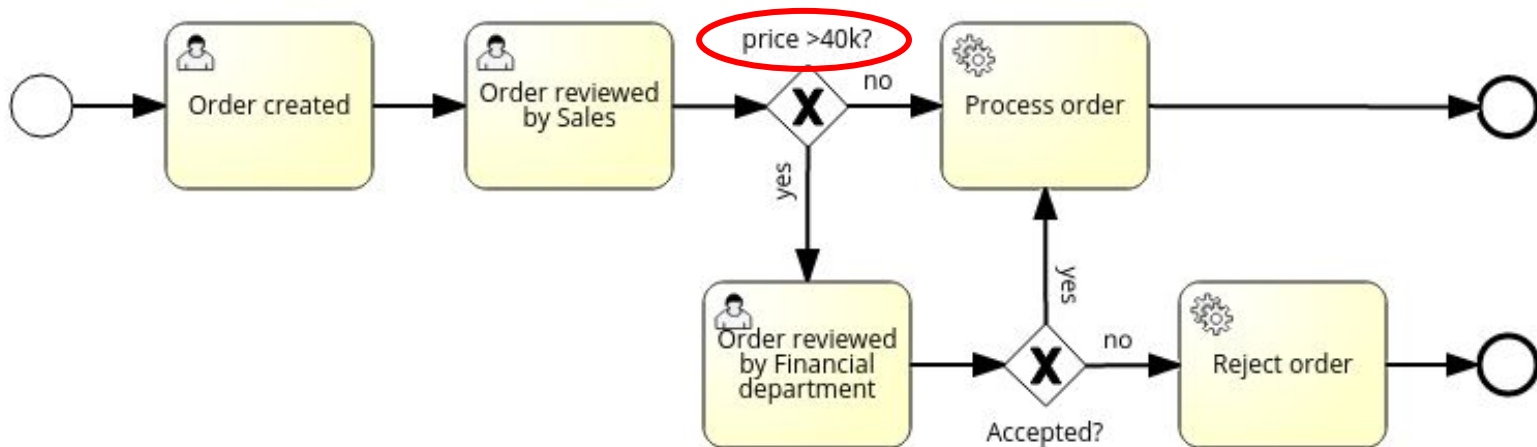 price >40k?
Order created
Order reviewed
by Sales
no
Process order
yes
yes
Order reviewed
by Financial
department
no
Reject order
Accepted?